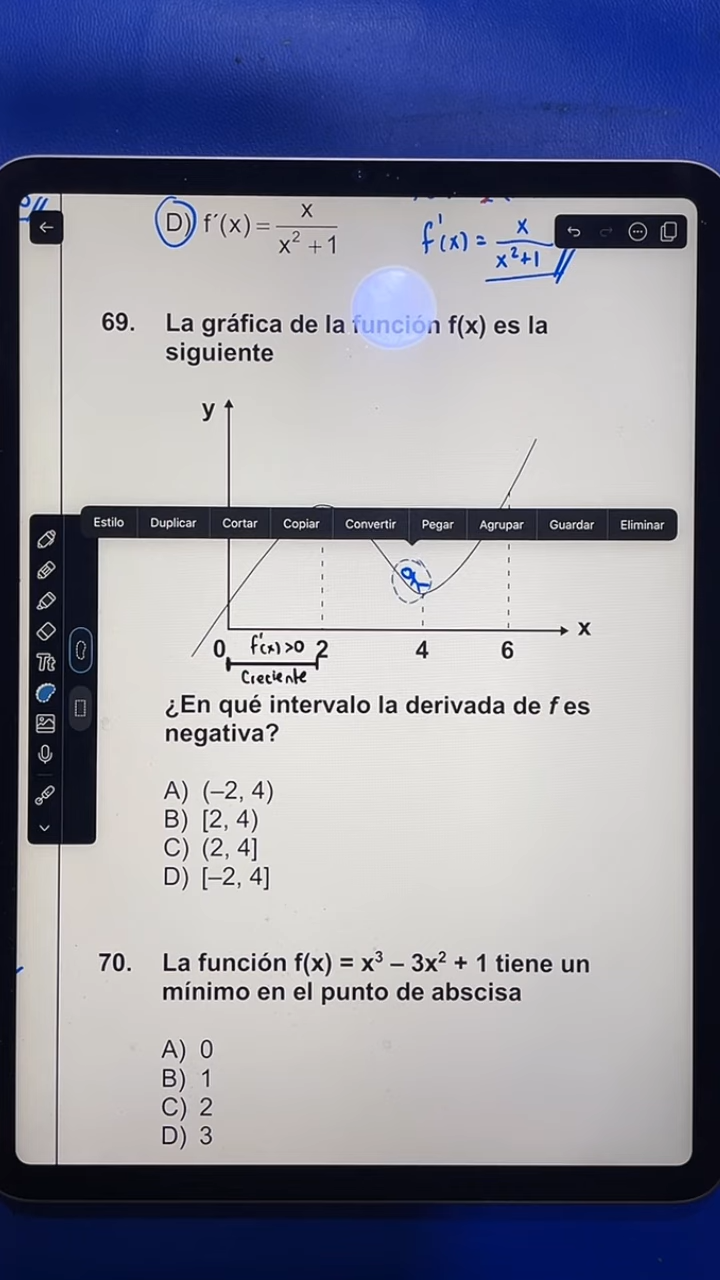 D) f´(x) = x / x² + 1
f'(x) = x / x²+1
69. La gráfica de la función f(x) es la
siguiente
y
Estilo Duplicar Cortar Copiar Convertir Pegar Agrupar Guardar Eliminar
x
0 f'(x)>0 2 4 6
Creciente
¿En qué intervalo la derivada de f es
negativa?
A) (–2, 4)
B) [2, 4)
C) (2, 4]
D) [–2, 4]
70. La función f(x) = x³ – 3x² + 1 tiene un
mínimo en el punto de abscisa
A) 0
B) 1
C) 2
D) 3
Tt